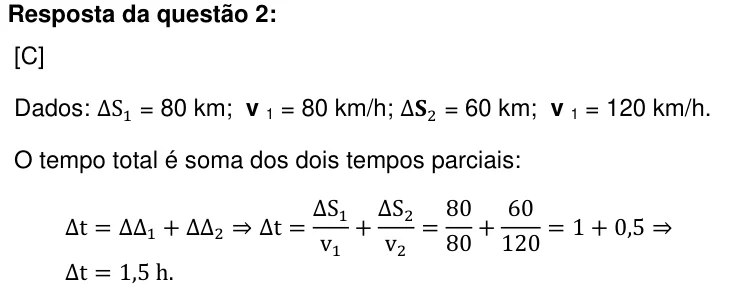 Resposta da questão 2:
[C]
Dados: ΔS₁ = 80 km; v ₁ = 80 km/h; ΔS₂ = 60 km; v ₁ = 120 km/h.
O tempo total é soma dos dois tempos parciais:
Δt = ΔΔ₁ + ΔΔ₂ ⇒ Δt = ΔS₁/v₁ + ΔS₂/v₂ = 80/80 + 60/120 = 1 + 0,5 ⇒
Δt = 1,5 h.